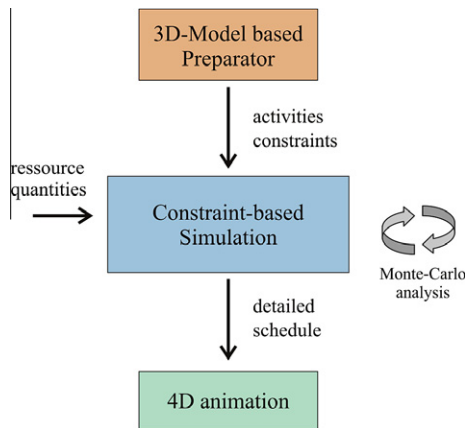 3D-Model based
Preparator
activities
constraints
ressource
quantities
Constraint-based
Simulation
Monte-Carlo
analysis
detailed
schedule
4D animation